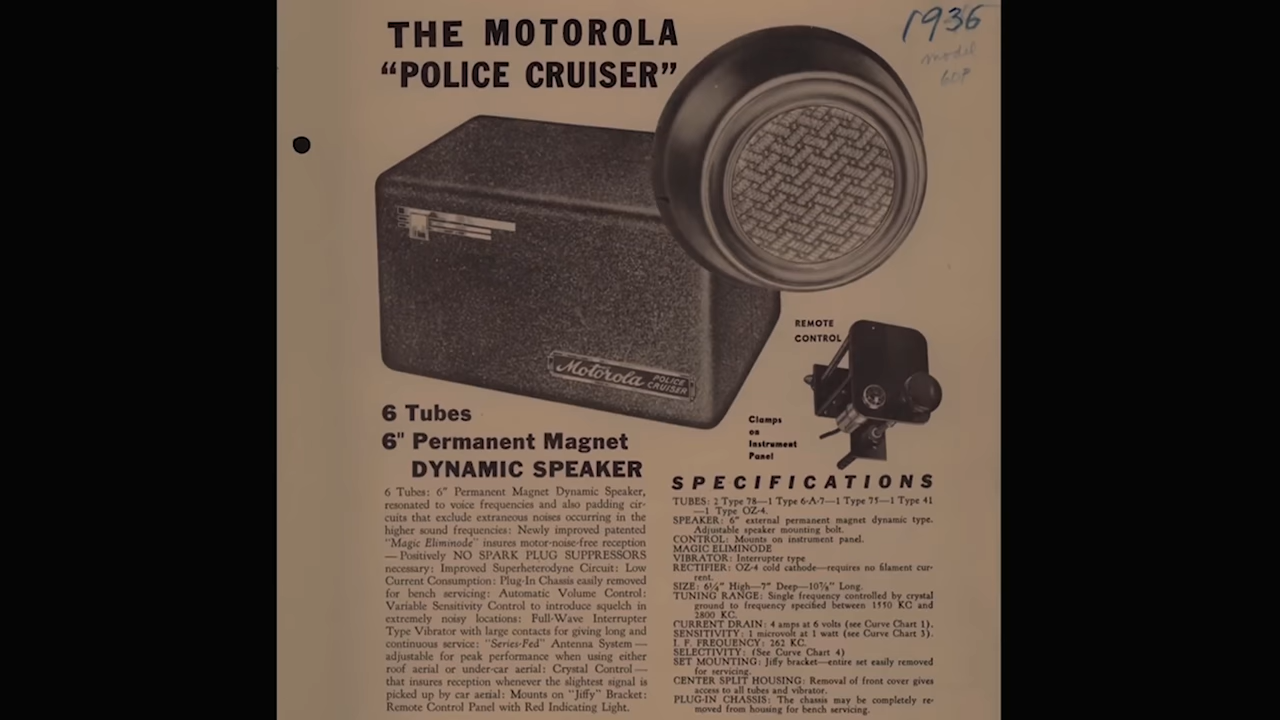 THE MOTOROLA
"POLICE CRUISER"
1936
model
60P
REMOTE
CONTROL
Motorola POLICE
CRUISER
Clamps
on
Instrument
Panel
6 Tubes
6" Permanent Magnet
DYNAMIC SPEAKER
6 Tubes: 6" Permanent Magnet Dynamic Speaker,
resonated to voice frequencies and also padding cir-
cuits that exclude extraneous noises occurring in the
higher sound frequencies: Newly improved patented
"Magic Eliminode" insures motor-noise-free reception
—Positively NO SPARK PLUG SUPPRESSORS
necessary: Improved Superheterodyne Circuit: Low
Current Consumption: Plug-In Chassis easily removed
for bench servicing: Automatic Volume Control:
Variable Sensitivity Control to introduce squelch in
extremely noisy locations: Full-Wave Interrupter
Type Vibrator with large contacts for giving long and
continuous service: "Series-Fed" Antenna System—
adjustable for peak performance when using either
roof aerial or under-car aerial: Crystal Control—
that insures reception whenever the slightest signal is
picked up by car aerial: Mounts on "Jiffy" Bracket:
Remote Control Panel with Red Indicating Light.
SPECIFICATIONS
TUBES: 2 Type 78—1 Type 6-A-7—1 Type 75—1 Type 41
—1 Type OZ-4.
SPEAKER: 6" external permanent magnet dynamic type.
Adjustable speaker mounting bolt.
CONTROL: Mounts on instrument panel.
MAGIC ELIMINODE
VIBRATOR: Interrupter type
RECTIFIER: OZ-4 cold cathode—requires no filament cur-
rent.
SIZE: 6¼" High—7" Deep—10⅞" Long.
TUNING RANGE: Single frequency controlled by crystal
ground to frequency specified between 1550 KC and
2800 KC.
CURRENT DRAIN: 4 amps at 6 volts (see Curve Chart 1).
SENSITIVITY: 1 microvolt at 1 watt (see Curve Chart 3).
I. F. FREQUENCY: 262 KC.
SELECTIVITY: (See Curve Chart 4)
SET MOUNTING: Jiffy bracket—entire set easily removed
for servicing.
CENTER SPLIT HOUSING: Removal of front cover gives
access to all tubes and vibrator.
PLUG-IN CHASSIS: The chassis may be completely re-
moved from housing for bench servicing.